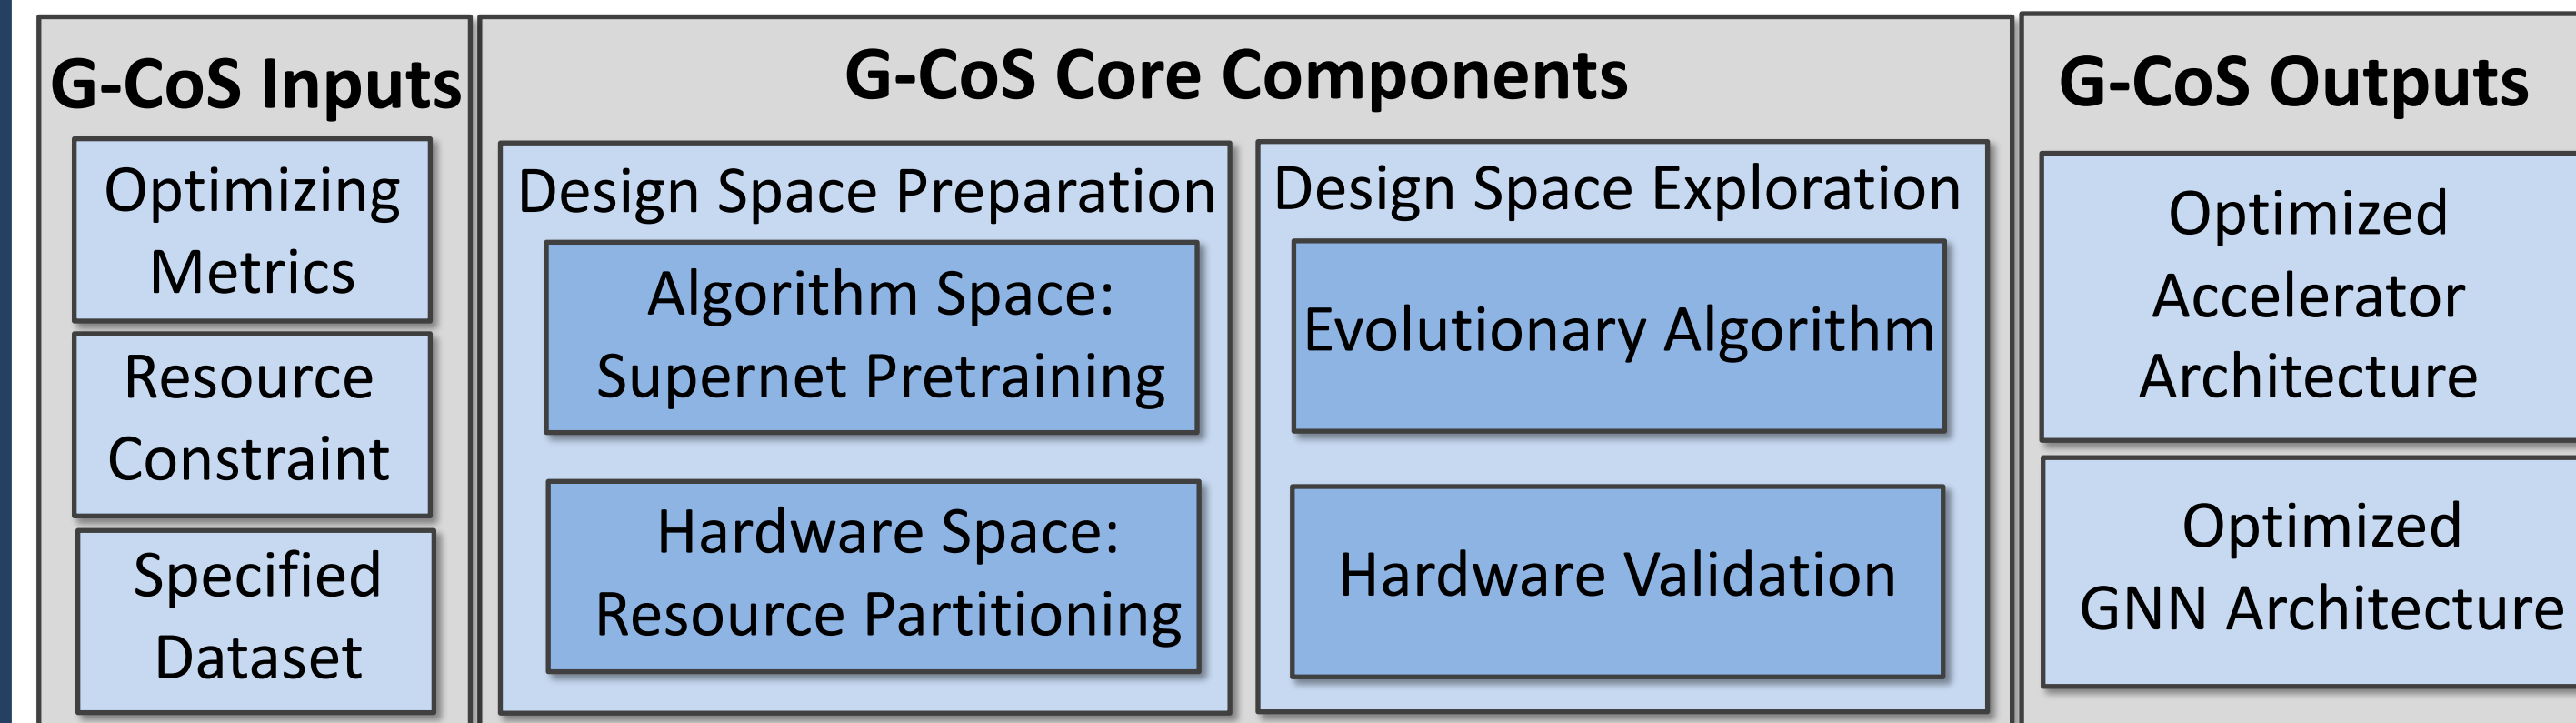 G-CoS Inputs
Optimizing
Metrics
Resource
Constraint
Specified
Dataset
G-CoS Core Components
Design Space Preparation
Algorithm Space:
Supernet Pretraining
Hardware Space:
Resource Partitioning
Design Space Exploration
Evolutionary Algorithm
Hardware Validation
G-CoS Outputs
Optimized
Accelerator
Architecture
Optimized
GNN Architecture